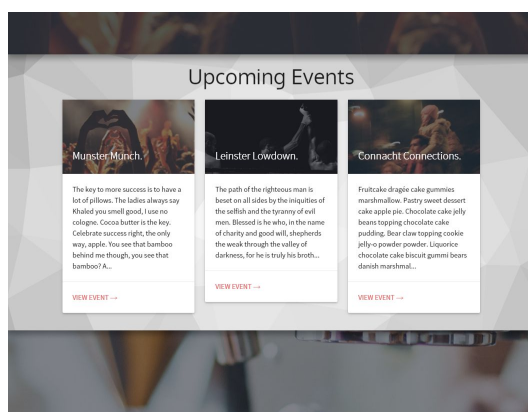 Upcoming Events
Munster Munch.
The key to more success is to have a
lot of pillows. The ladies always say
Khaled you smell good, I use no
cologne. Cocoa butter is the key.
Celebrate success right, the only
way, apple. You see that bamboo
behind me though, you see that
bamboo? A...
VIEW EVENT →
Leinster Lowdown.
The path of the righteous man is
beset on all sides by the iniquities of
the selfish and the tyranny of evil
men. Blessed is he who, in the name
of charity and good will, shepherds
the weak through the valley of
darkness, for he is truly his broth...
VIEW EVENT →
Connacht Connections.
Fruitcake dragée cake gummies
marshmallow. Pastry sweet dessert
cake apple pie. Chocolate cake jelly
beans topping chocolate cake
pudding. Bear claw topping cookie
jelly-o powder powder. Liquorice
chocolate cake biscuit gummi bears
danish marshmal...
VIEW EVENT →